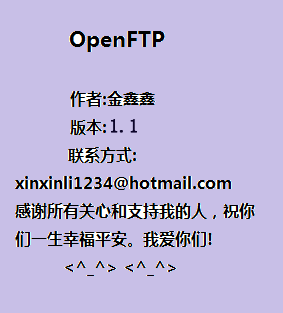 OpenFTP
作者:金鑫鑫
版本:1.1
联系方式:
xinxinli1234@hotmail.com
感谢所有关心和支持我的人，祝你
们一生幸福平安。我爱你们!
<^_^> <^_^>